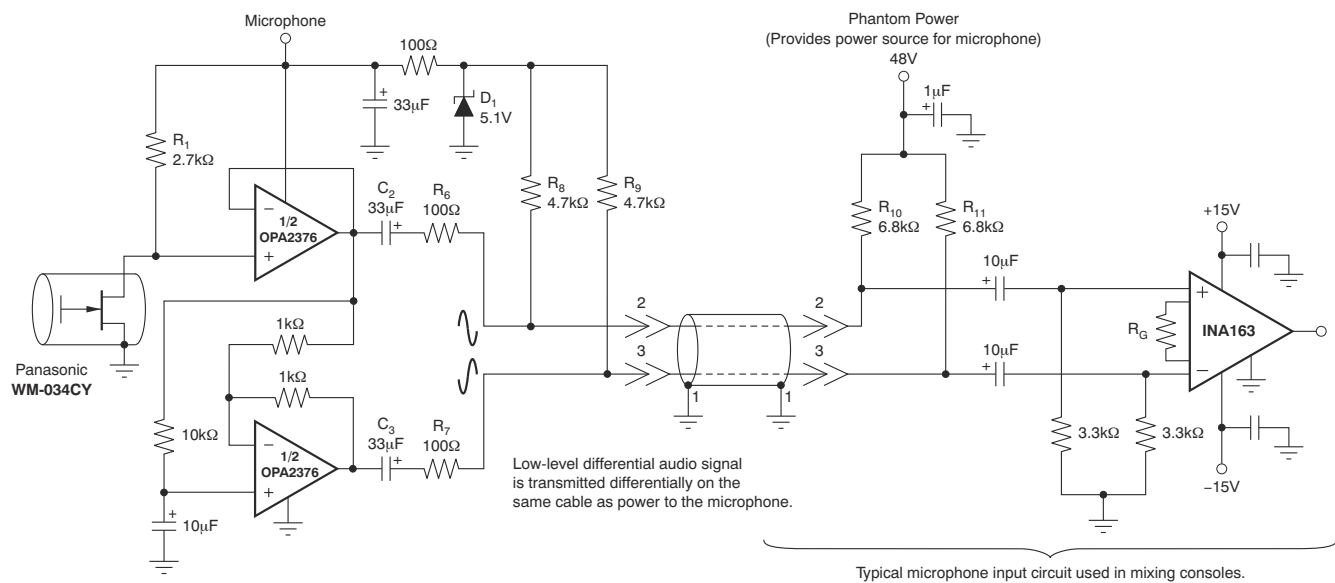 Microphone
100Ω
+
33μF
D1
5.1V
R1
2.7kΩ
−
1/2
OPA2376
+
C2
33μF
+
R6
100Ω
R8
4.7kΩ
R9
4.7kΩ
Panasonic
WM-034CY
1kΩ
1kΩ
10kΩ
−
1/2
OPA2376
+
C3
33μF
+
R7
100Ω
+
10μF
2
3
1
2
3
1
Low-level differential audio signal
is transmitted differentially on the
same cable as power to the microphone.
Phantom Power
(Provides power source for microphone)
48V
1μF
+
R10
6.8kΩ
R11
6.8kΩ
10μF
+
10μF
+
+15V
+
RG
INA163
−
3.3kΩ
3.3kΩ
−15V
Typical microphone input circuit used in mixing consoles.